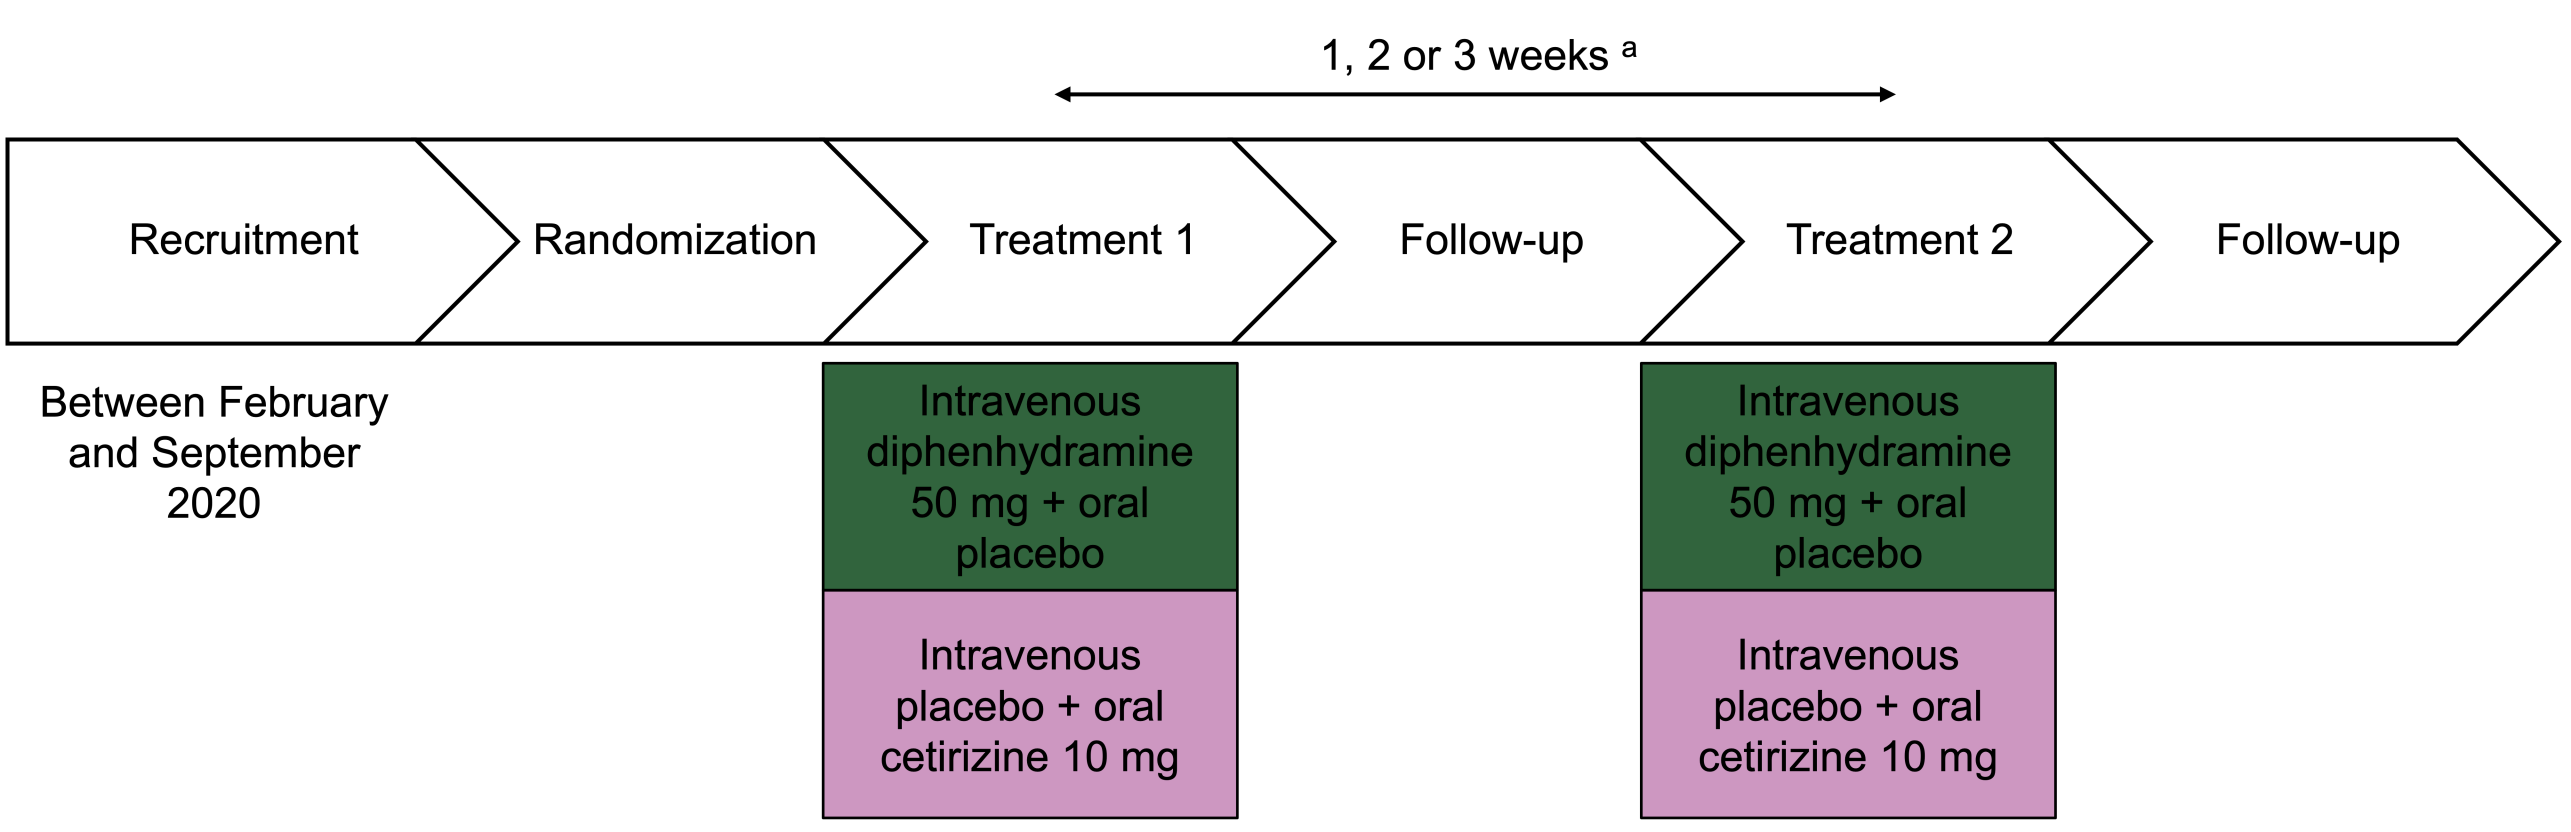 1, 2 or 3 weeks a
Recruitment
Randomization
Treatment 1
Follow-up
Treatment 2
Follow-up
Between February
and September
2020
Intravenous
diphenhydramine
50 mg + oral
placebo
Intravenous
placebo + oral
cetirizine 10 mg
Intravenous
diphenhydramine
50 mg + oral
placebo
Intravenous
placebo + oral
cetirizine 10 mg